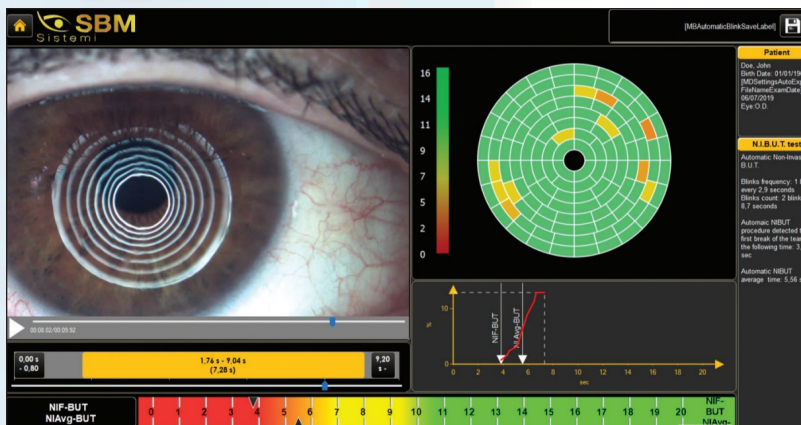 SBM
Sistemi
[MBAutomaticBlinkSaveLabel]
00:08.02/00:09.92
0,00 s
- 0,80
1,76 s - 9,04 s
(7,28 s)
9,20
s -
16
14
11
9
7
5
2
0
%
10
0
NIF-BUT
NIAvg-BUT
0 2 4 6 8 10 12 14 16 18 20
sec
Patient
Doe, John
Birth Date: 01/01/19
[MDSettingsAutoExp
FileNameExamDate
06/07/2019
Eye:O.D.
N.I.B.U.T. test
Automatic Non-Invas
B.U.T.
Blinks frequency: 1 
every 2,9 seconds
Blinks count: 2 blink
8,7 seconds
Automaic NIBUT
procedure detected t
first break of the tear
the following time: 3,
sec
Automatic NIBUT
average time: 5,56 s
NIF-BUT
NIAvg-BUT
0 1 2 3 4 5 6 7 8 9 10 11 12 13 14 15 16 17 18 19 20
NIF-
BUT
NIAvg-